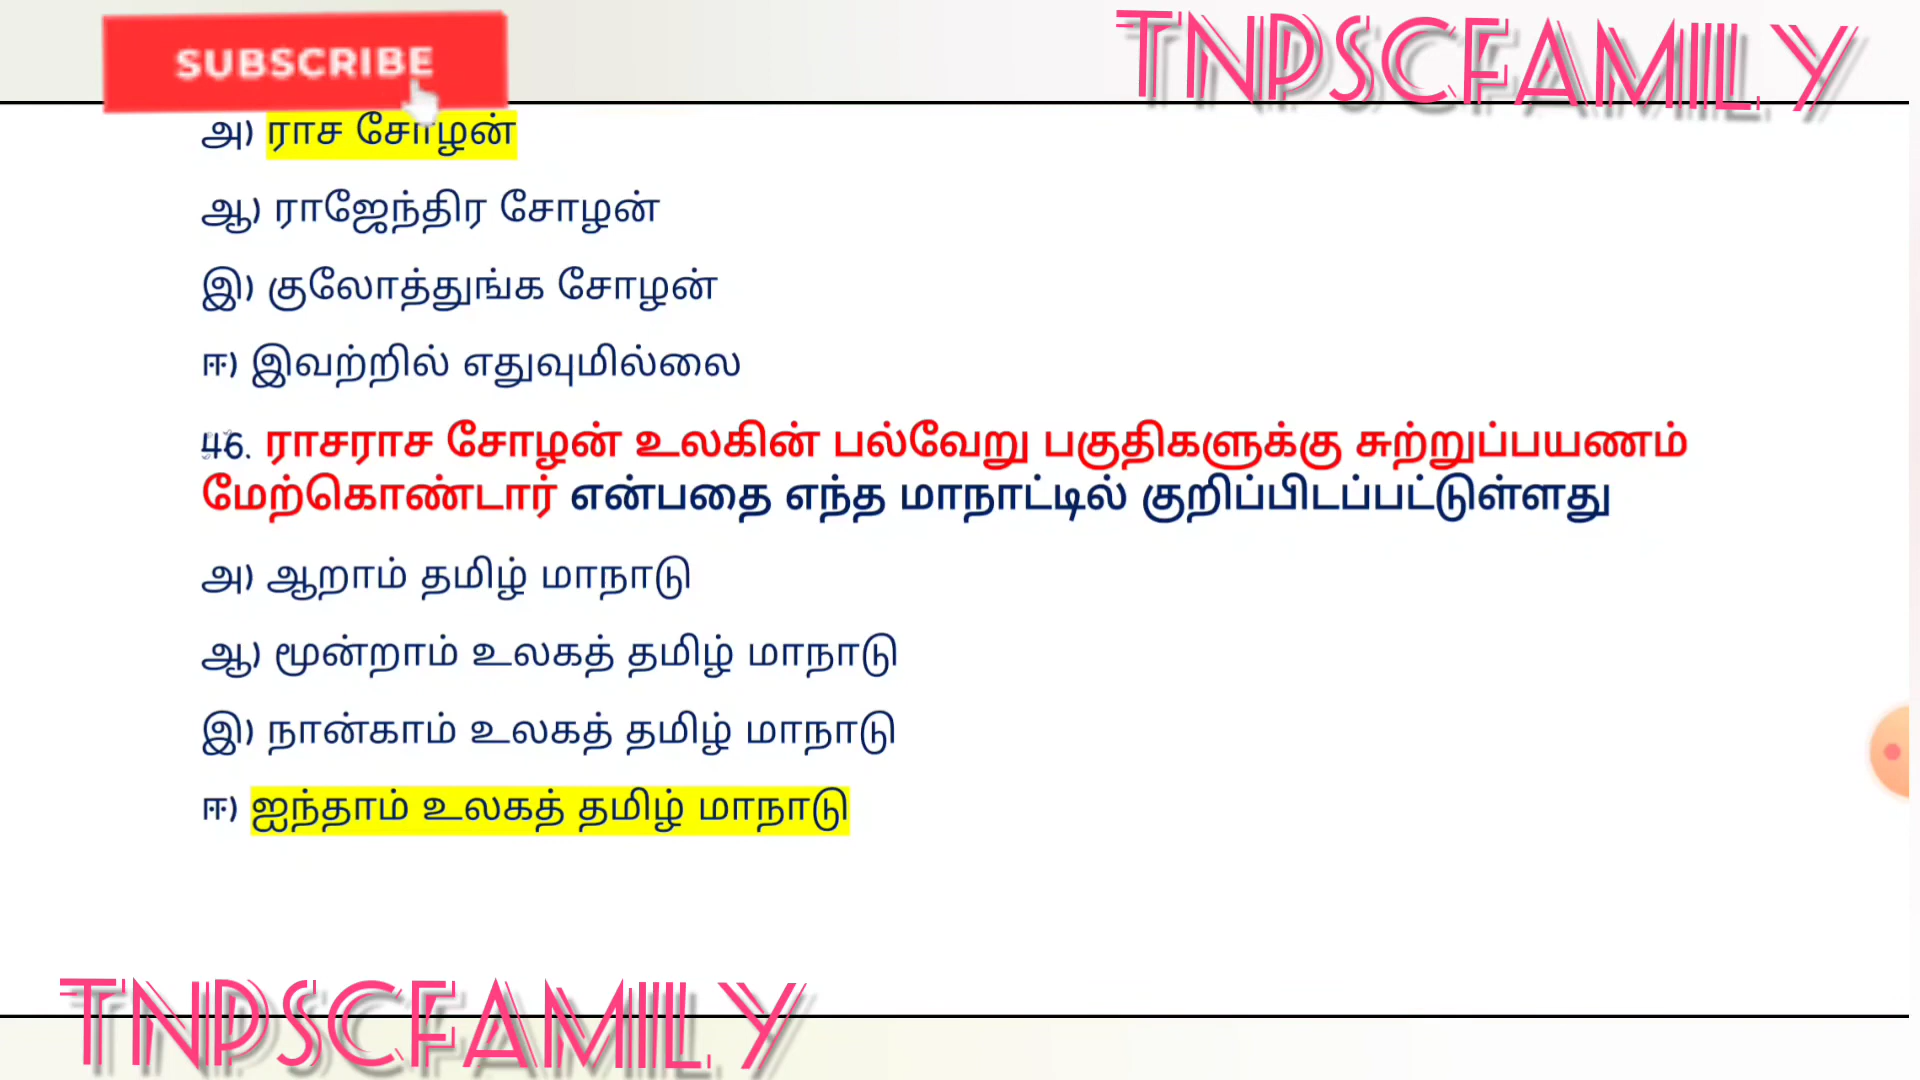 SUBSCRIBE
TNPSCFAMILY
அ) ராச சோழன்
ஆ) ராஜேந்திர சோழன்
இ) குலோத்துங்க சோழன்
ஈ) இவற்றில் எதுவுமில்லை
46. ராசராச சோழன் உலகின் பல்வேறு பகுதிகளுக்கு சுற்றுப்பயணம்
மேற்கொண்டார் என்பதை எந்த மாநாட்டில் குறிப்பிடப்பட்டுள்ளது
அ) ஆறாம் தமிழ் மாநாடு
ஆ) மூன்றாம் உலகத் தமிழ் மாநாடு
இ) நான்காம் உலகத் தமிழ் மாநாடு
ஈ) ஐந்தாம் உலகத் தமிழ் மாநாடு
TNPSCFAMILY